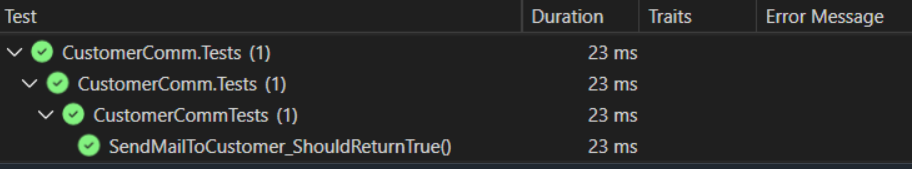 Test Duration Traits Error Message
CustomerComm.Tests (1) 23 ms
CustomerComm.Tests (1) 23 ms
CustomerCommTests (1) 23 ms
SendMailToCustomer_ShouldReturnTrue() 23 ms